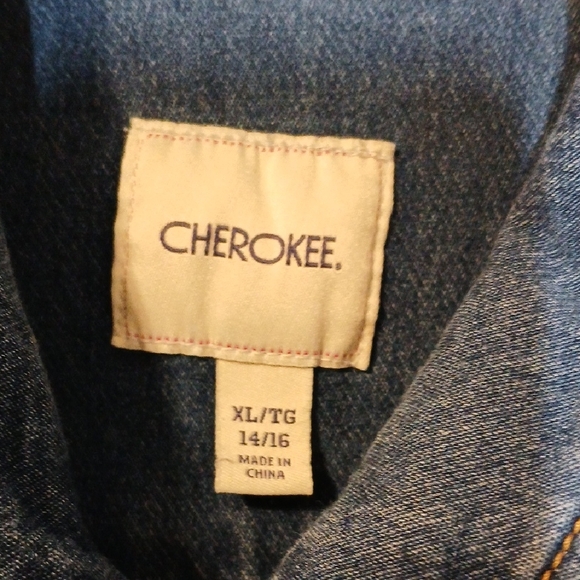 CHEROKEE.
XL/TG
14/16
MADE IN
CHINA